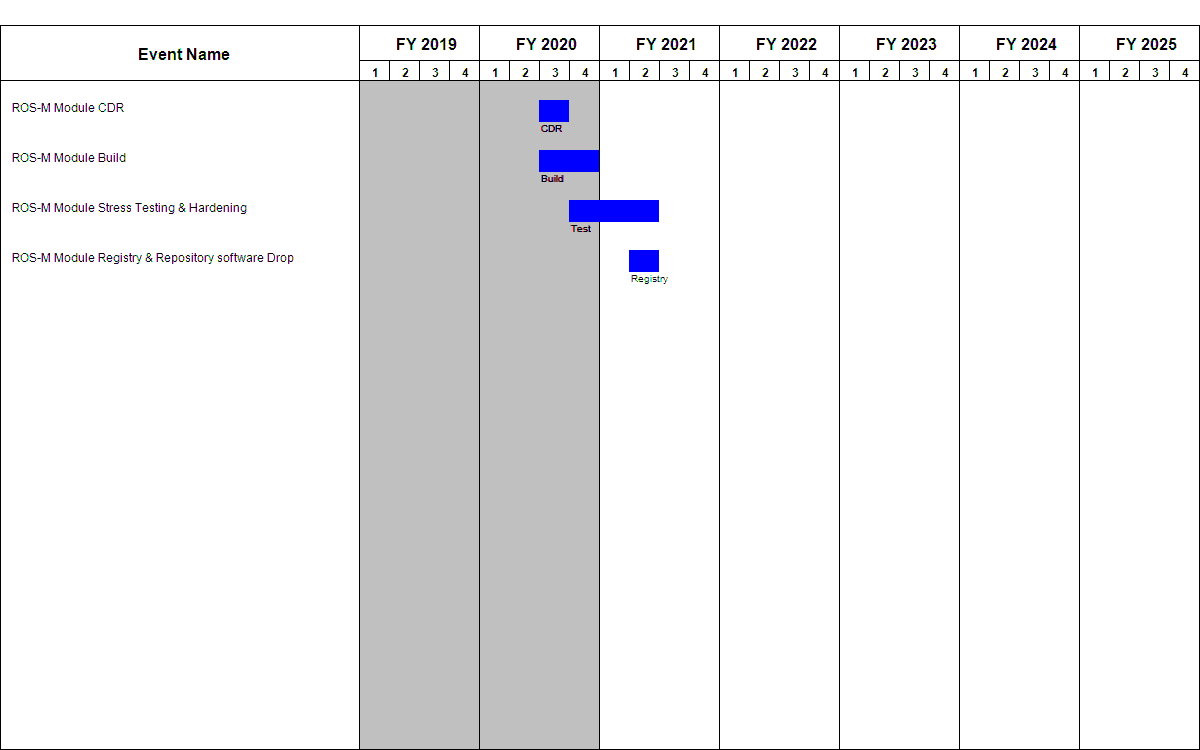 Event Name
FY 2019 FY 2020 FY 2021 FY 2022 FY 2023 FY 2024 FY 2025
1 2 3 4 1 2 3 4 1 2 3 4 1 2 3 4 1 2 3 4 1 2 3 4 1 2 3 4
ROS-M Module CDR
CDR
ROS-M Module Build
Build
ROS-M Module Stress Testing & Hardening
Test
ROS-M Module Registry & Repository software Drop
Registry